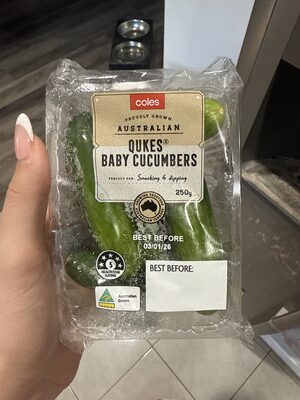 coles
PROUDLY GROWN
AUSTRALIAN
QUKES®
BABY CUCUMBERS
PERFECT FOR Snacking & dipping
250g
BEST BEFORE
03/01/26
BEST BEFORE:
5
HEALTH STAR
RATING
Australian
Grown